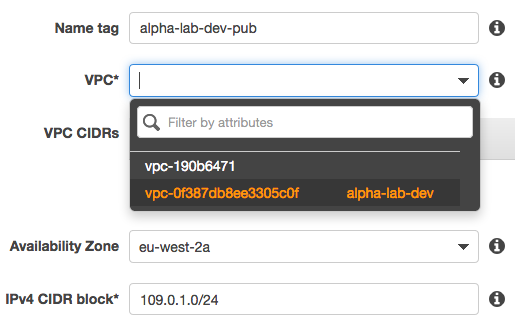 Name tag alpha-lab-dev-pub
VPC*
Filter by attributes
VPC CIDRs
vpc-190b6471
vpc-0f387db8ee3305c0f alpha-lab-dev
Availability Zone eu-west-2a
IPv4 CIDR block* 109.0.1.0/24